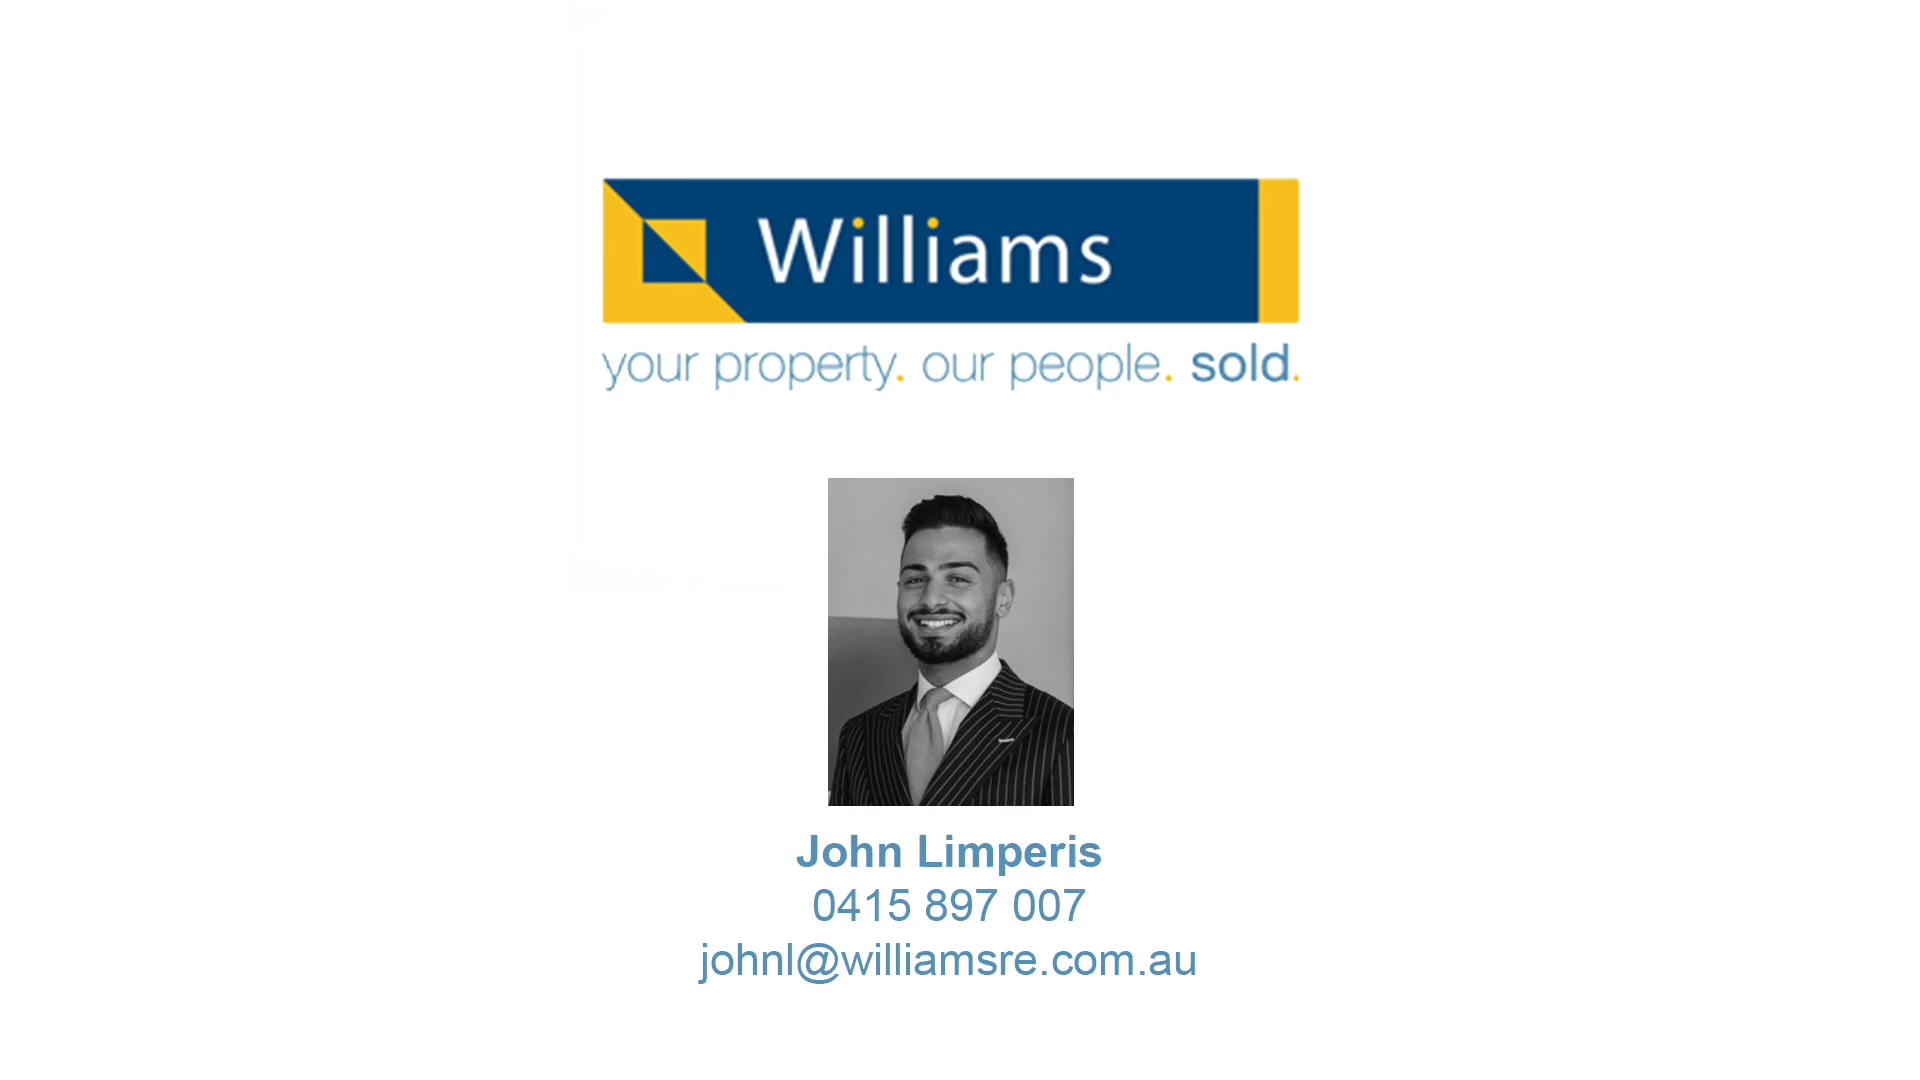 Williams
your property. our people. sold.
John Limperis
0415 897 007
johnl@williamsre.com.au